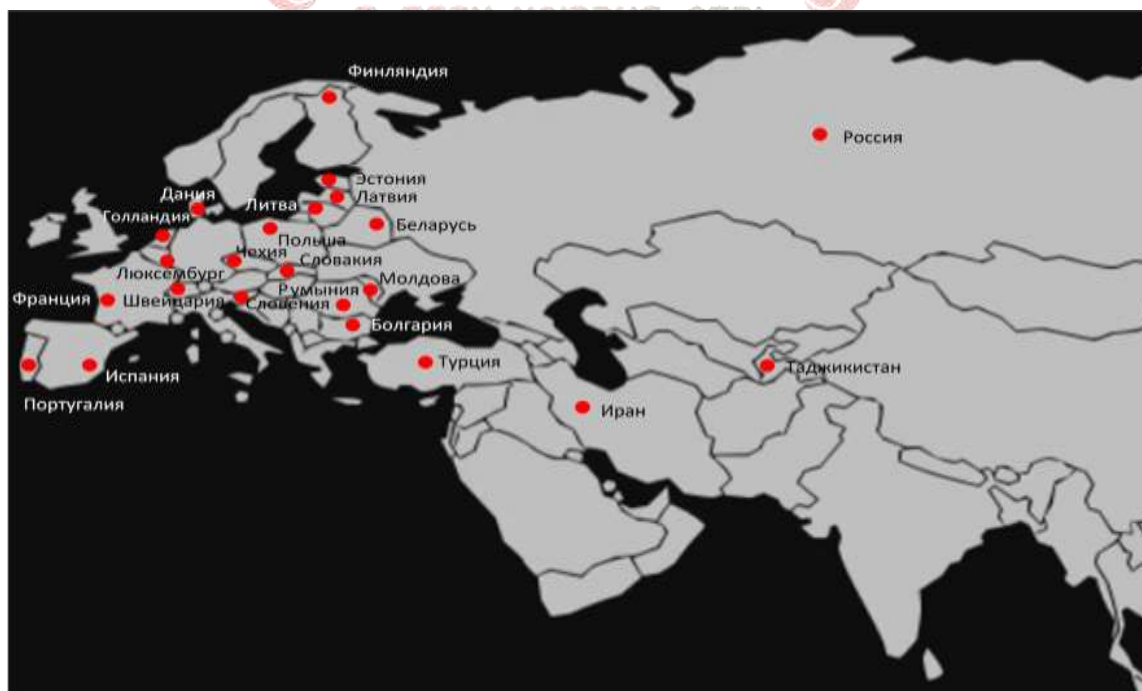 Финляндия
Россия
Эстония
Дания
Латвия
Литва
Голландия
Беларусь
Польша
Чехия
Словакия
Люксембург
Молдова
Румыния
Франция
Швейцария
Словения
Болгария
Турция
Таджикистан
Испания
Португалия
Иран